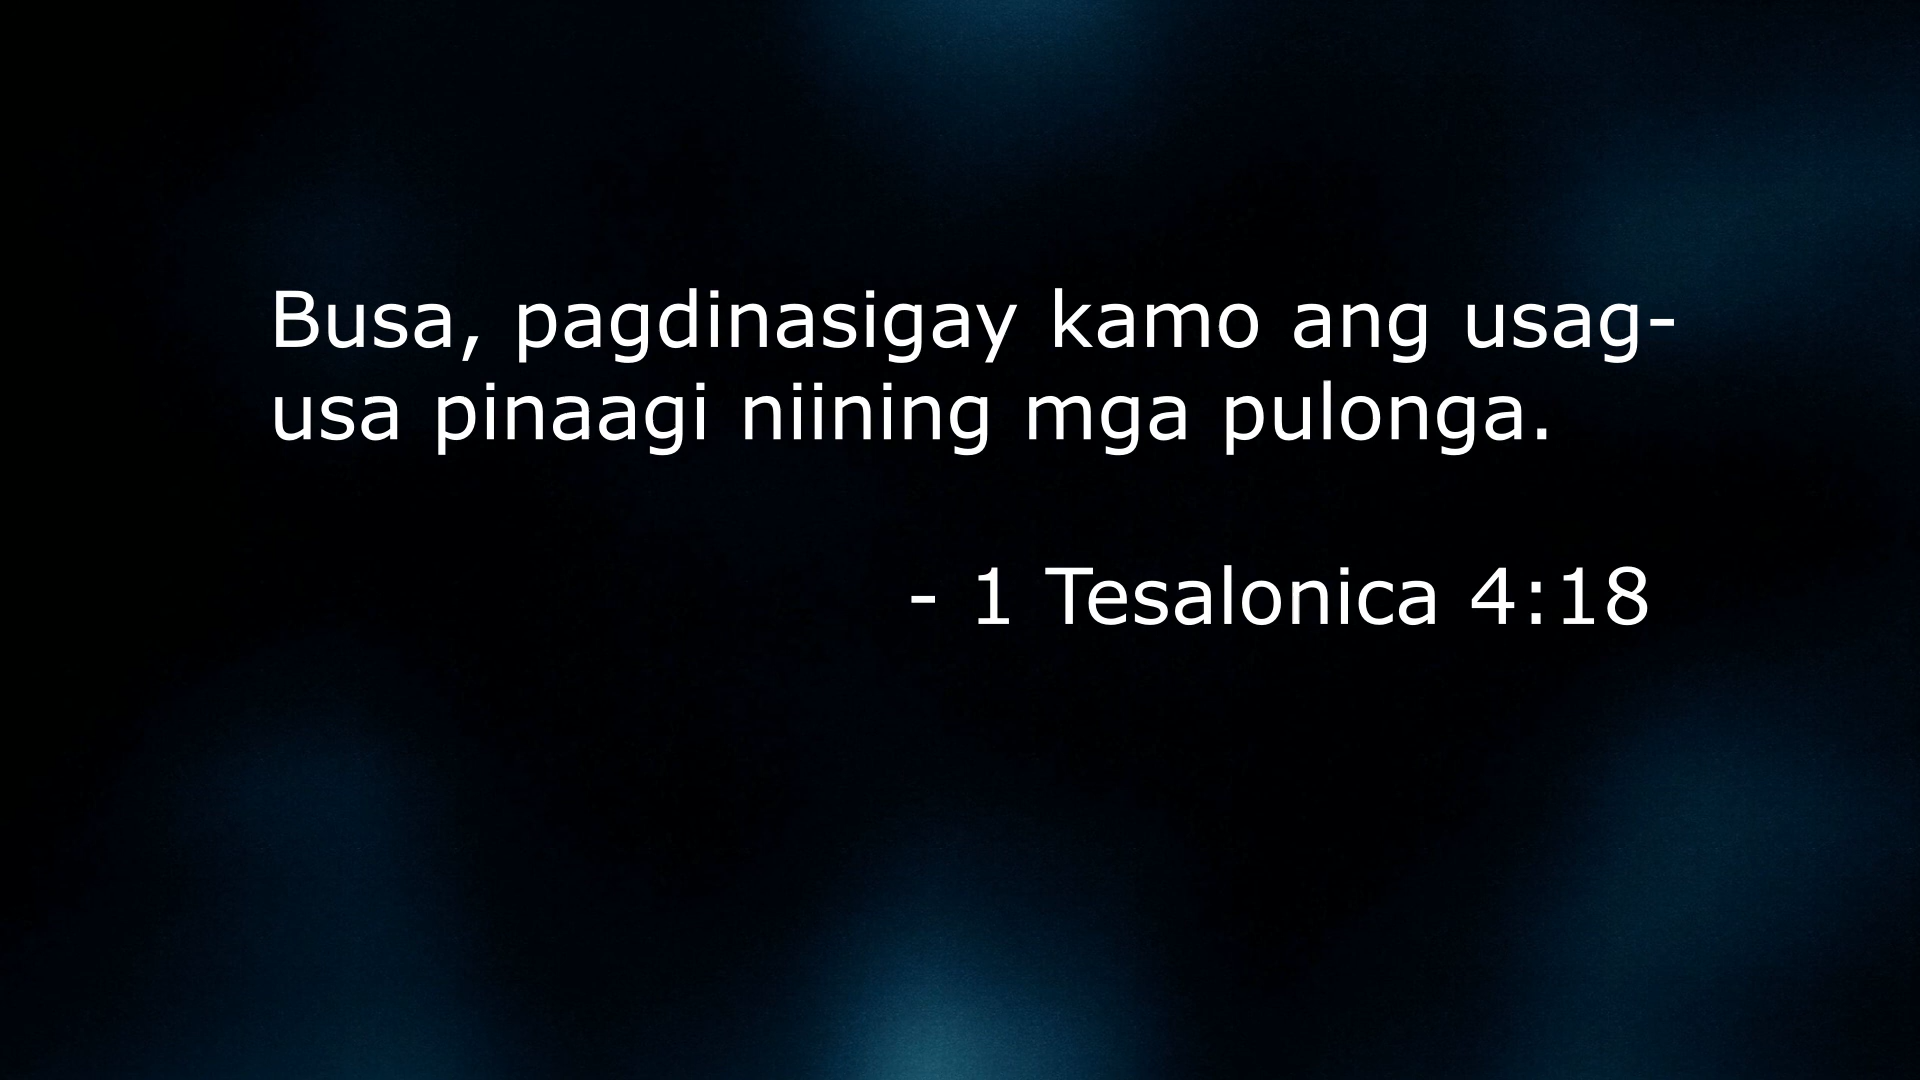 Busa, pagdinasigay kamo ang usag-
usa pinaagi niining mga pulonga.
- 1 Tesalonica 4:18